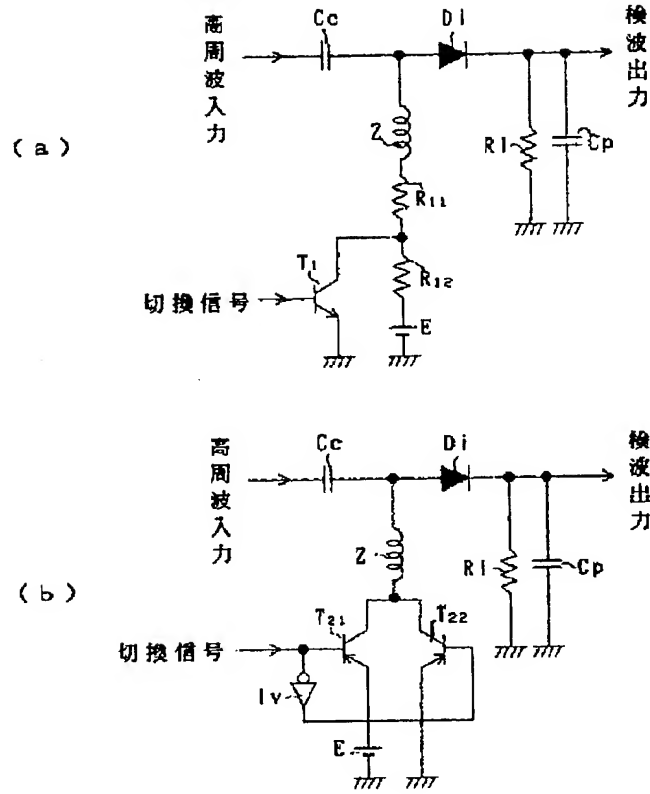 (a)
高周波入力
Cc
Di
検波出力
Z
R11
Rl
Cp
T1
R12
切換信号
E
(b)
高周波入力
Cc
Di
検波出力
Z
Rl
Cp
T21
T22
切換信号
Iv
E